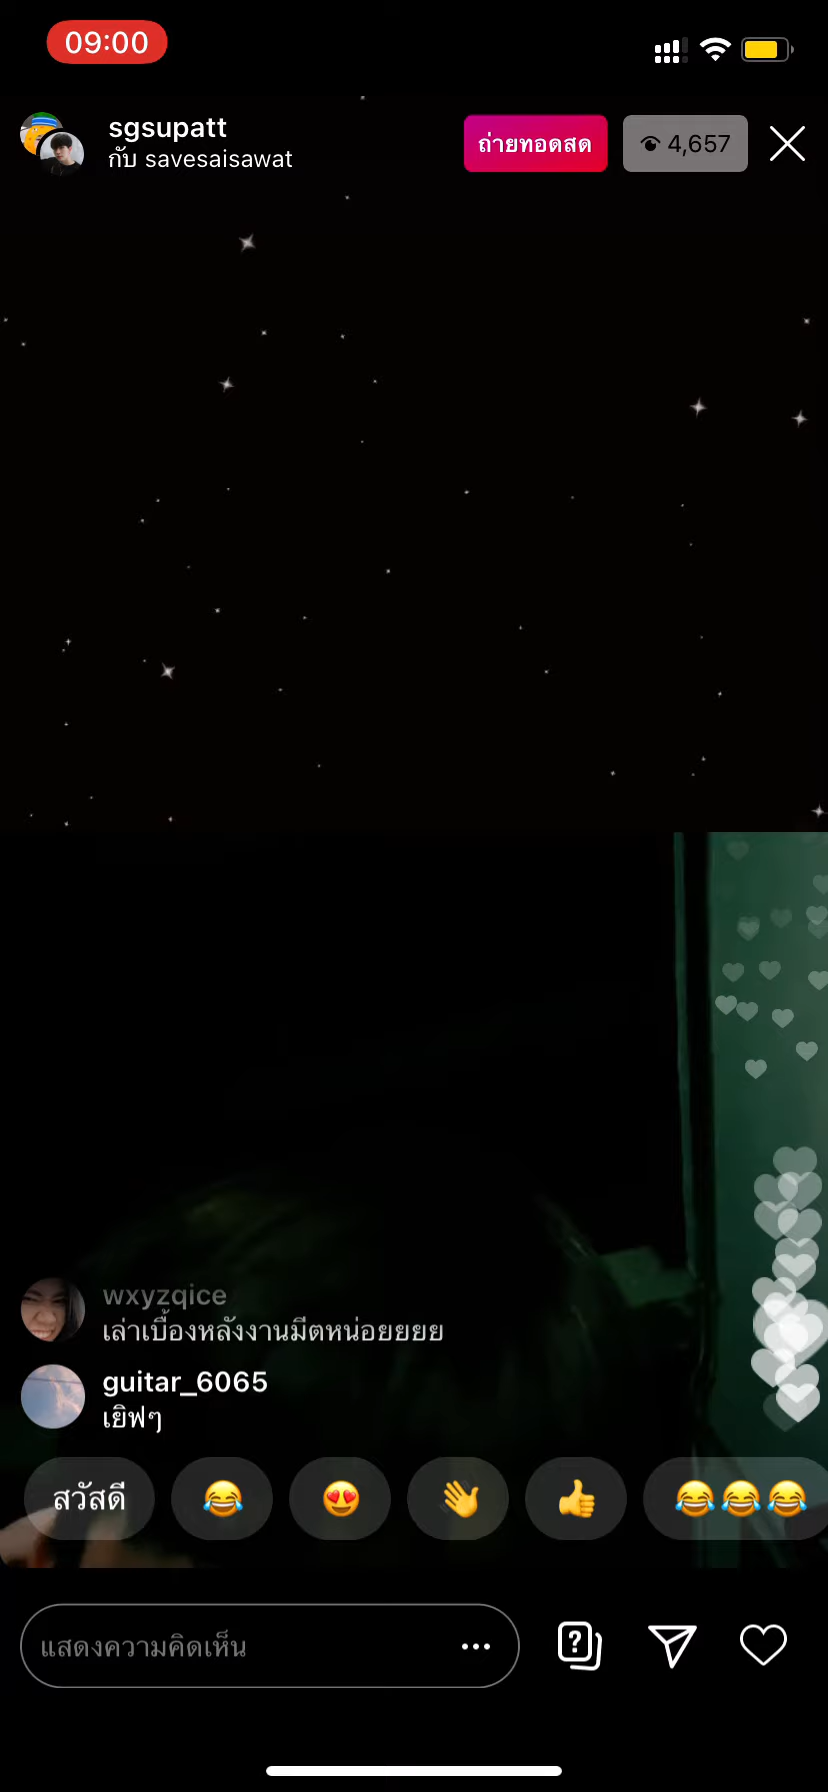 09:00
sgsupatt
กับ savesaisawat
ถ่ายทอดสด
4,657
wxyzqice
เล่าเบื้องหลังงานมีตหน่อยยยย
guitar_6065
เยิฟๆ
สวัสดี
แสดงความคิดเห็น